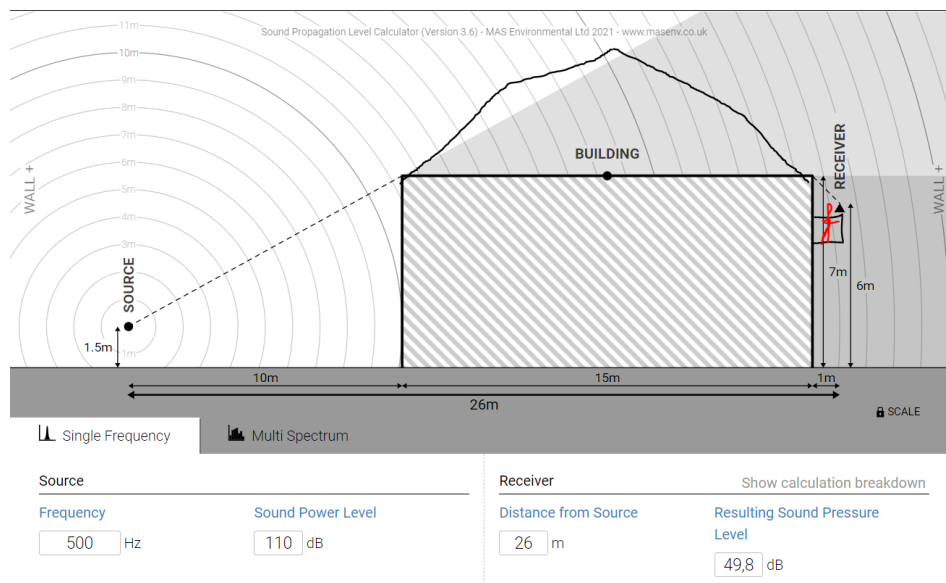 11m
Sound Propagation Level Calculator (Version 3.6) - MAS Environmental Ltd 2021 - www.masenv.co.uk
10m
9m
8m
7m
6m
5m
4m
3m
1m
WALL +
SOURCE
1.5m
BUILDING
RECEIVER
WALL +
7m
6m
10m
15m
1m
26m
SCALE
Single Frequency
Multi Spectrum
Source
Frequency
Sound Power Level
500 Hz
110 dB
Receiver
Show calculation breakdown
Distance from Source
Resulting Sound Pressure
Level
26 m
49,8 dB